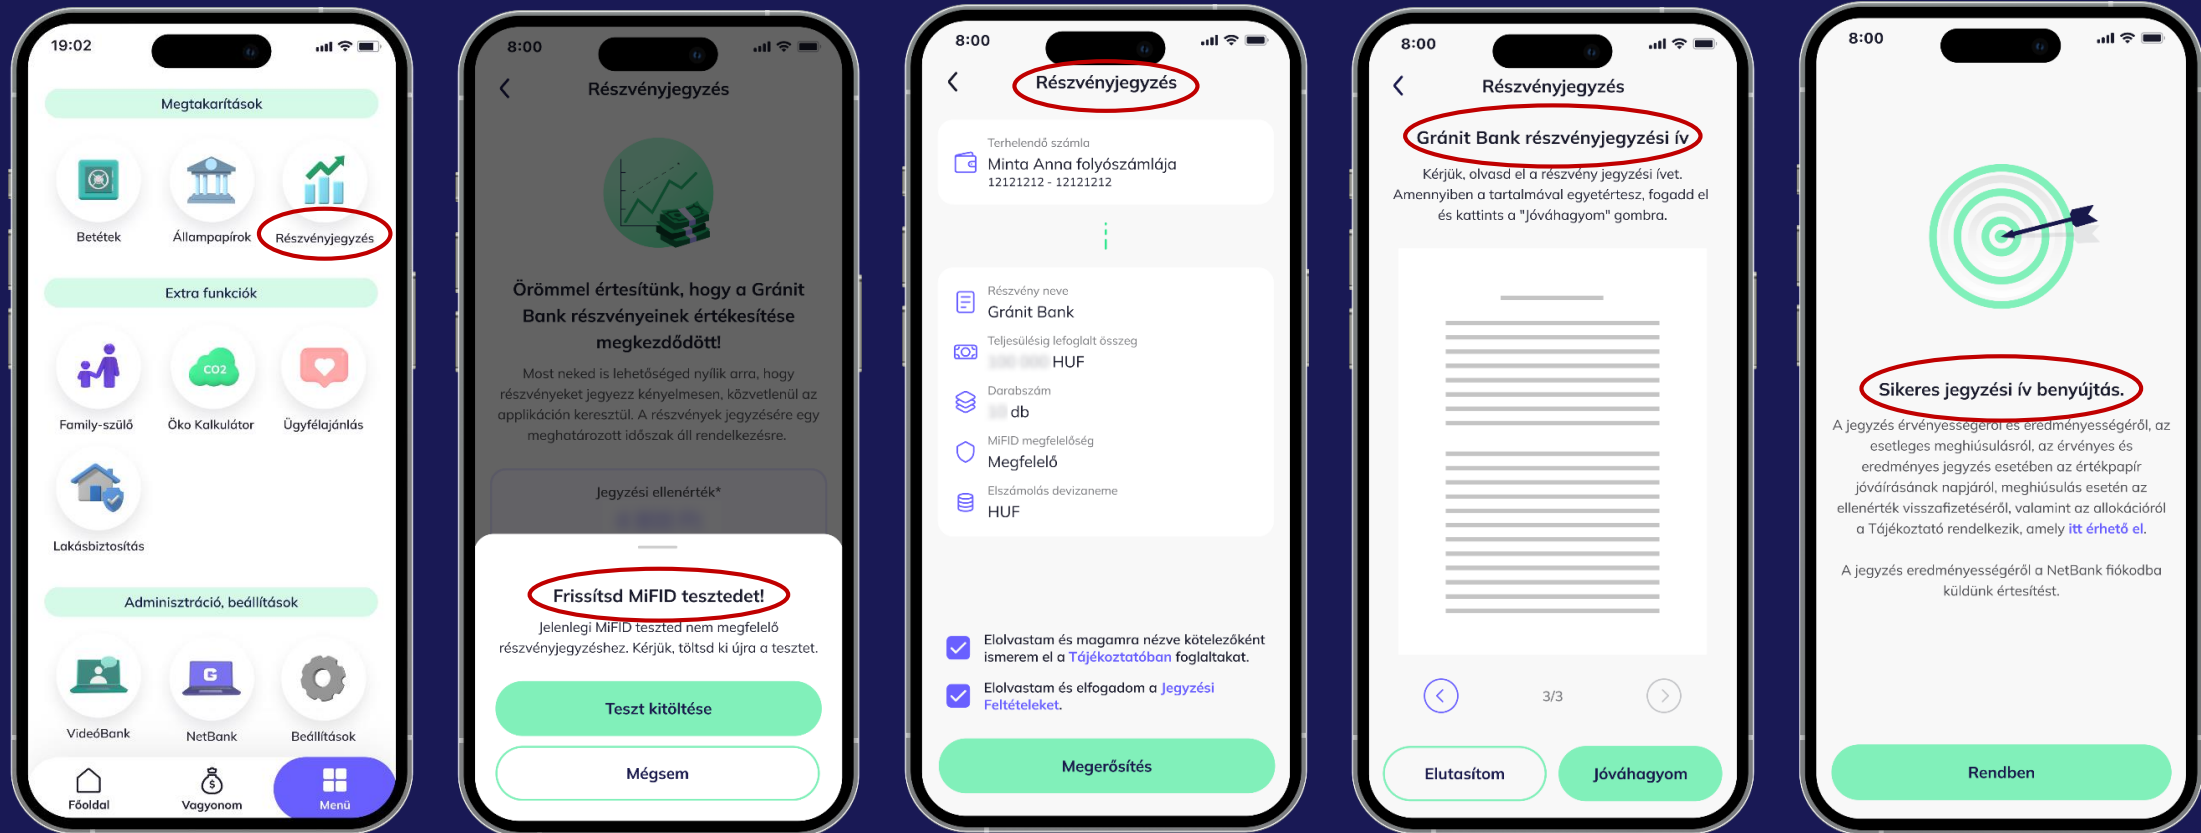 19:02
Megtakarítások
Betétek
Állampapírok
Részvényjegyzés
Extra funkciók
CO2
Family-szülő
Öko Kalkulátor
Ügyfélajánlás
Lakásbiztosítás
Adminisztráció, beállítások
G
VideóBank
NetBank
Beállítások
Főoldal
Vagyonom
Menü
8:00
Részvényjegyzés
Örömmel értesítünk, hogy a Gránit
Bank részvényeinek értékesítése
megkezdődött!
Most neked is lehetőséged nyílik arra, hogy
részvényeket jegyezz kényelmesen, közvetlenül az
applikáción keresztül. A részvények jegyzésére egy
meghatározott időszak áll rendelkezésre.
Jegyzési ellenérték*
Frissítsd MiFID tesztedet!
Jelenlegi MiFID teszted nem megfelelő
részvényjegyzéshez. Kérjük, töltsd ki újra a tesztet.
Teszt kitöltése
Mégsem
8:00
Részvényjegyzés
Terhelendő számla
Minta Anna folyószámlája
12121212 - 12121212
Részvény neve
Gránit Bank
Teljesülésig lefoglalt összeg
HUF
Darabszám
db
MiFID megfelelőség
Megfelelő
Elszámolás devizaneme
HUF
Elolvastam és magamra nézve kötelezőként
ismerem el a Tájékoztatóban foglaltakat.
Elolvastam és elfogadom a Jegyzési
Feltételeket.
Megerősítés
8:00
Részvényjegyzés
Gránit Bank részvényjegyzési ív
Kérjük, olvasd el a részvény jegyzési ívet.
Amennyiben a tartalmával egyetértesz, fogadd el
és kattints a "Jóváhagyom" gombra.
3/3
Elutasítom
Jóváhagyom
8:00
Sikeres jegyzési ív benyújtás.
A jegyzés érvényességéről és eredményességéről, az
esetleges meghiúsulásról, az érvényes és
eredményes jegyzés esetében az értékpapír
jóváírásának napjáról, meghiúsulás esetén az
ellenérték visszafizetéséről, valamint az allokációról
a Tájékoztató rendelkezik, amely itt érhető el.
A jegyzés eredményességéről a NetBank fiókodba
küldünk értesítést.
Rendben